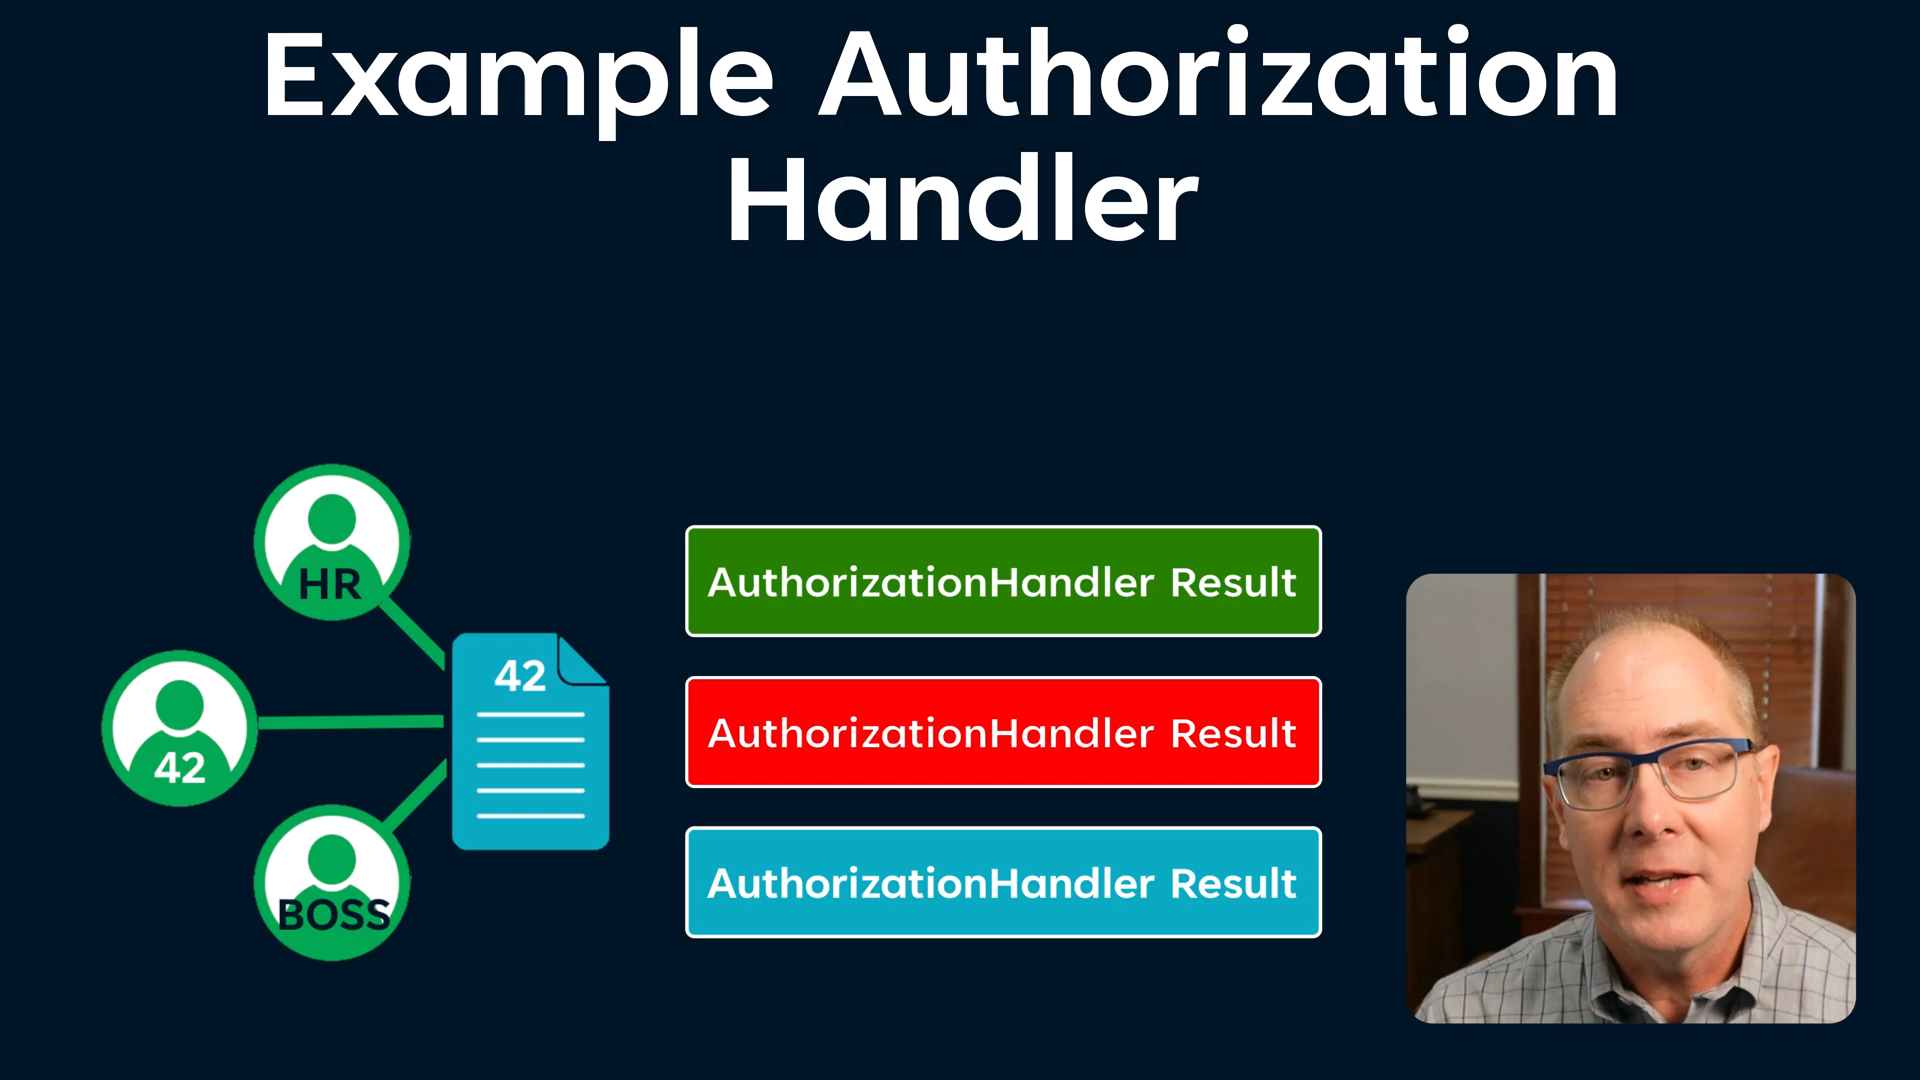 Example Authorization
Handler
HR
42
BOSS
42
AuthorizationHandler Result
AuthorizationHandler Result
AuthorizationHandler Result